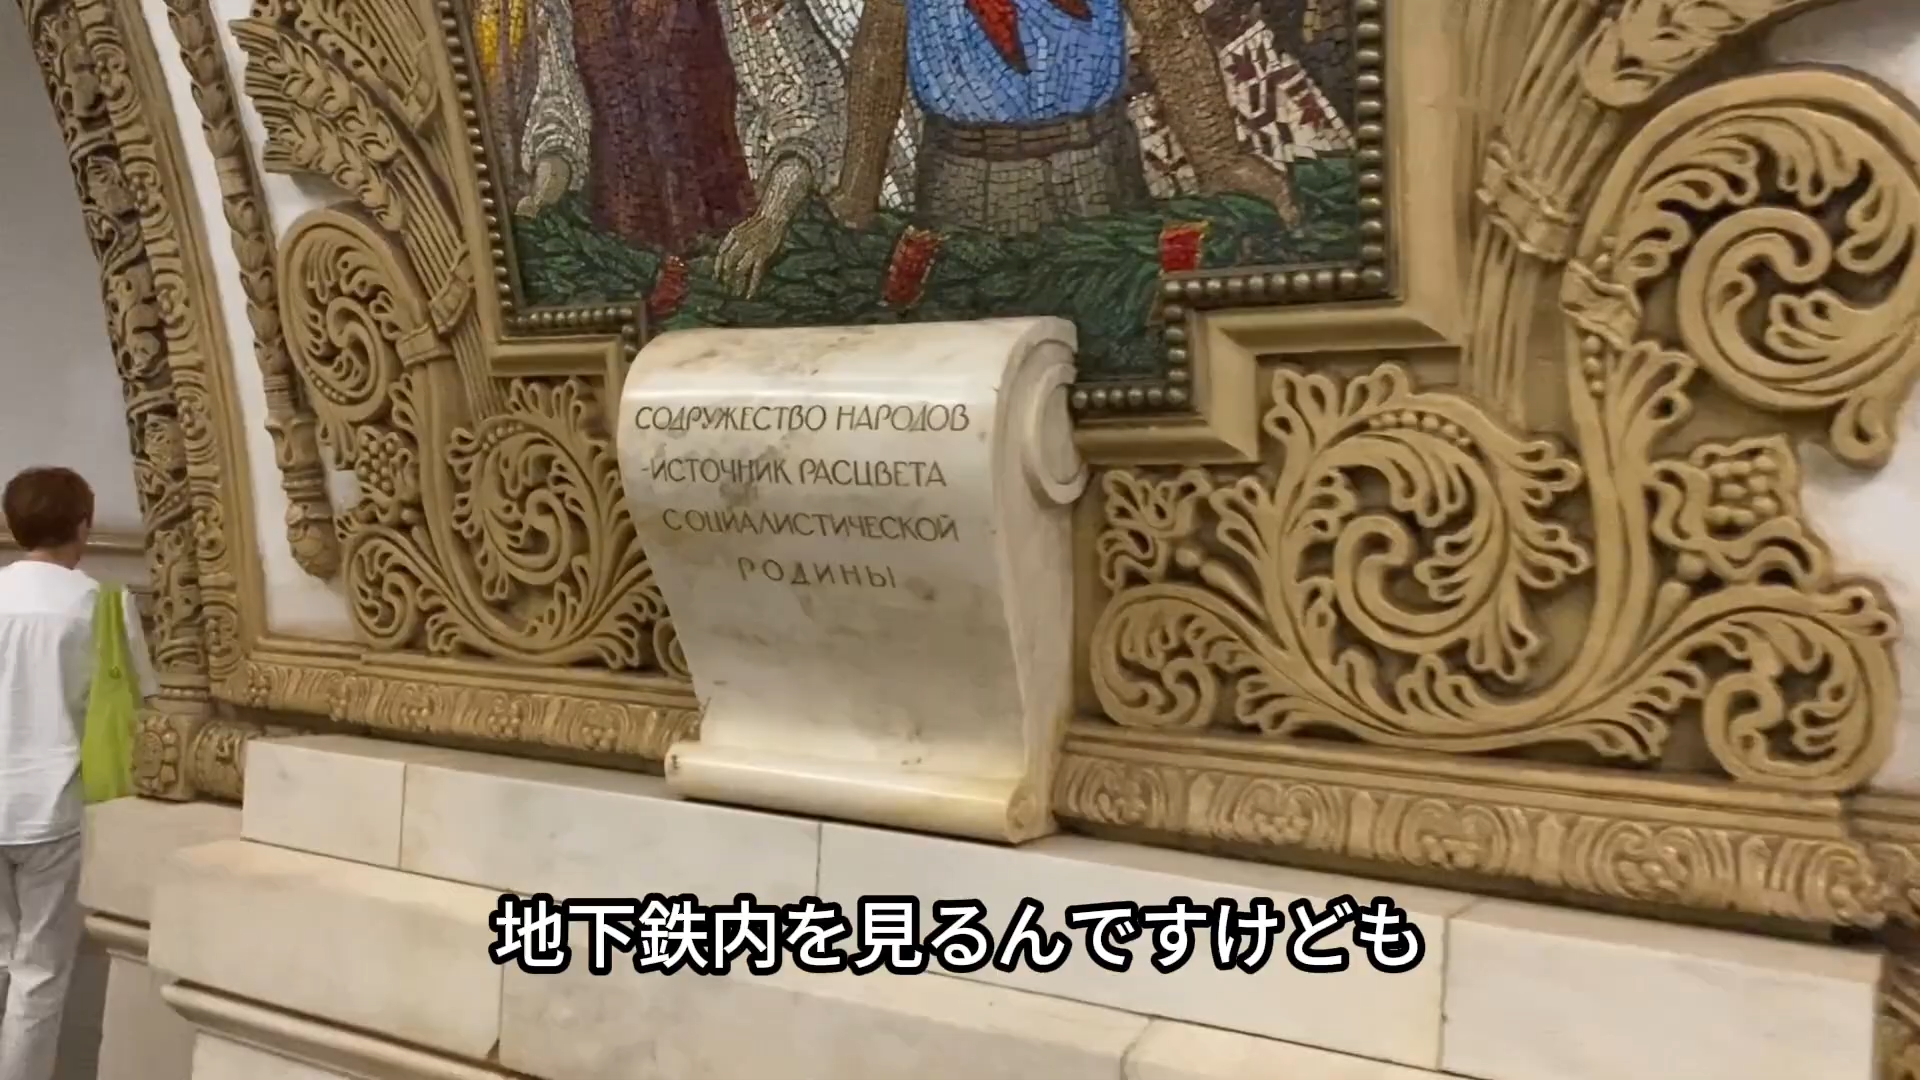 СОДРУЖЕСТВО НАРОДОВ
-ИСТОЧНИК РАСЦВЕТА
СОЦИАЛИСТИЧЕСКОЙ
РОДИНЫ
地下鉄内を見るんですけども